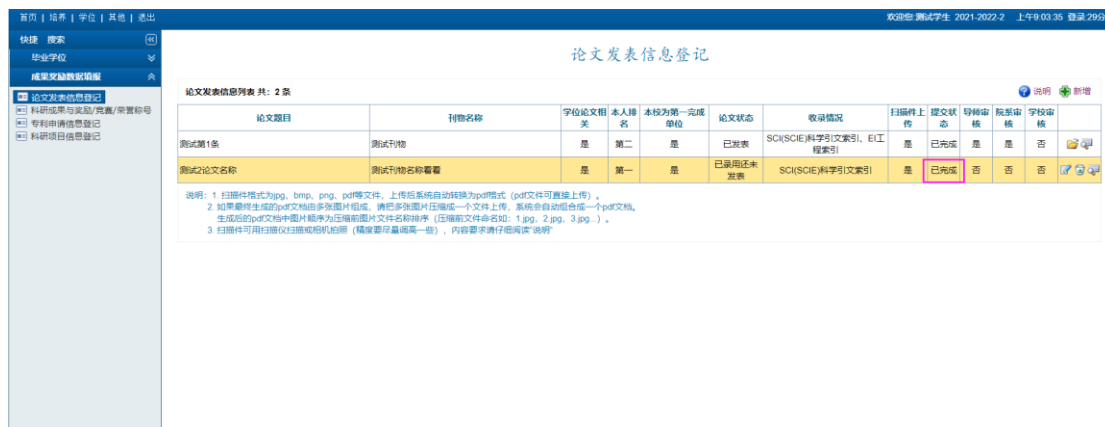 首页 | 培养 | 学位 | 其他 | 退出
欢迎您:测试学生 2021-2022-2 上午9:03:35 登录:29分
快捷 搜索
毕业学位
成果奖励数据填报
论文发表信息登记
科研成果与奖励/竞赛/荣誉称号
专利申请信息登记
科研项目信息登记
论文发表信息登记
论文发表信息列表 共：2 条
说明 新增
论文题目 刊物名称 学位论文相关 本人排名 本校为第一完成单位 论文状态 收录情况 扫描件上传 提交状态 导师审核 院系审核 学校审核
测试第1条 测试刊物 是 第二 是 已发表 SCI(SCIE)科学引文索引、EI工程索引 是 已完成 是 是 否
测试2论文名称 测试刊物名称看看 是 第一 是 已录用还未发表 SCI(SCIE)科学引文索引 是 已完成 否 否 否
说明：1. 扫描件格式为jpg、bmp、png、pdf等文件，上传后系统自动转换为pdf格式（pdf文件可直接上传）。
2. 如果最终生成的pdf文档由多张图片组成，请把多张图片压缩成一个文件上传，系统会自动组合成一个pdf文档。
生成后的pdf文档中图片顺序为压缩前图片文件名称排序（压缩前文件命名如：1.jpg，2.jpg，3.jpg...）。
3. 扫描件可用扫描仪扫描或相机拍照（精度要尽量调高一些），内容要求请仔细阅读“说明”